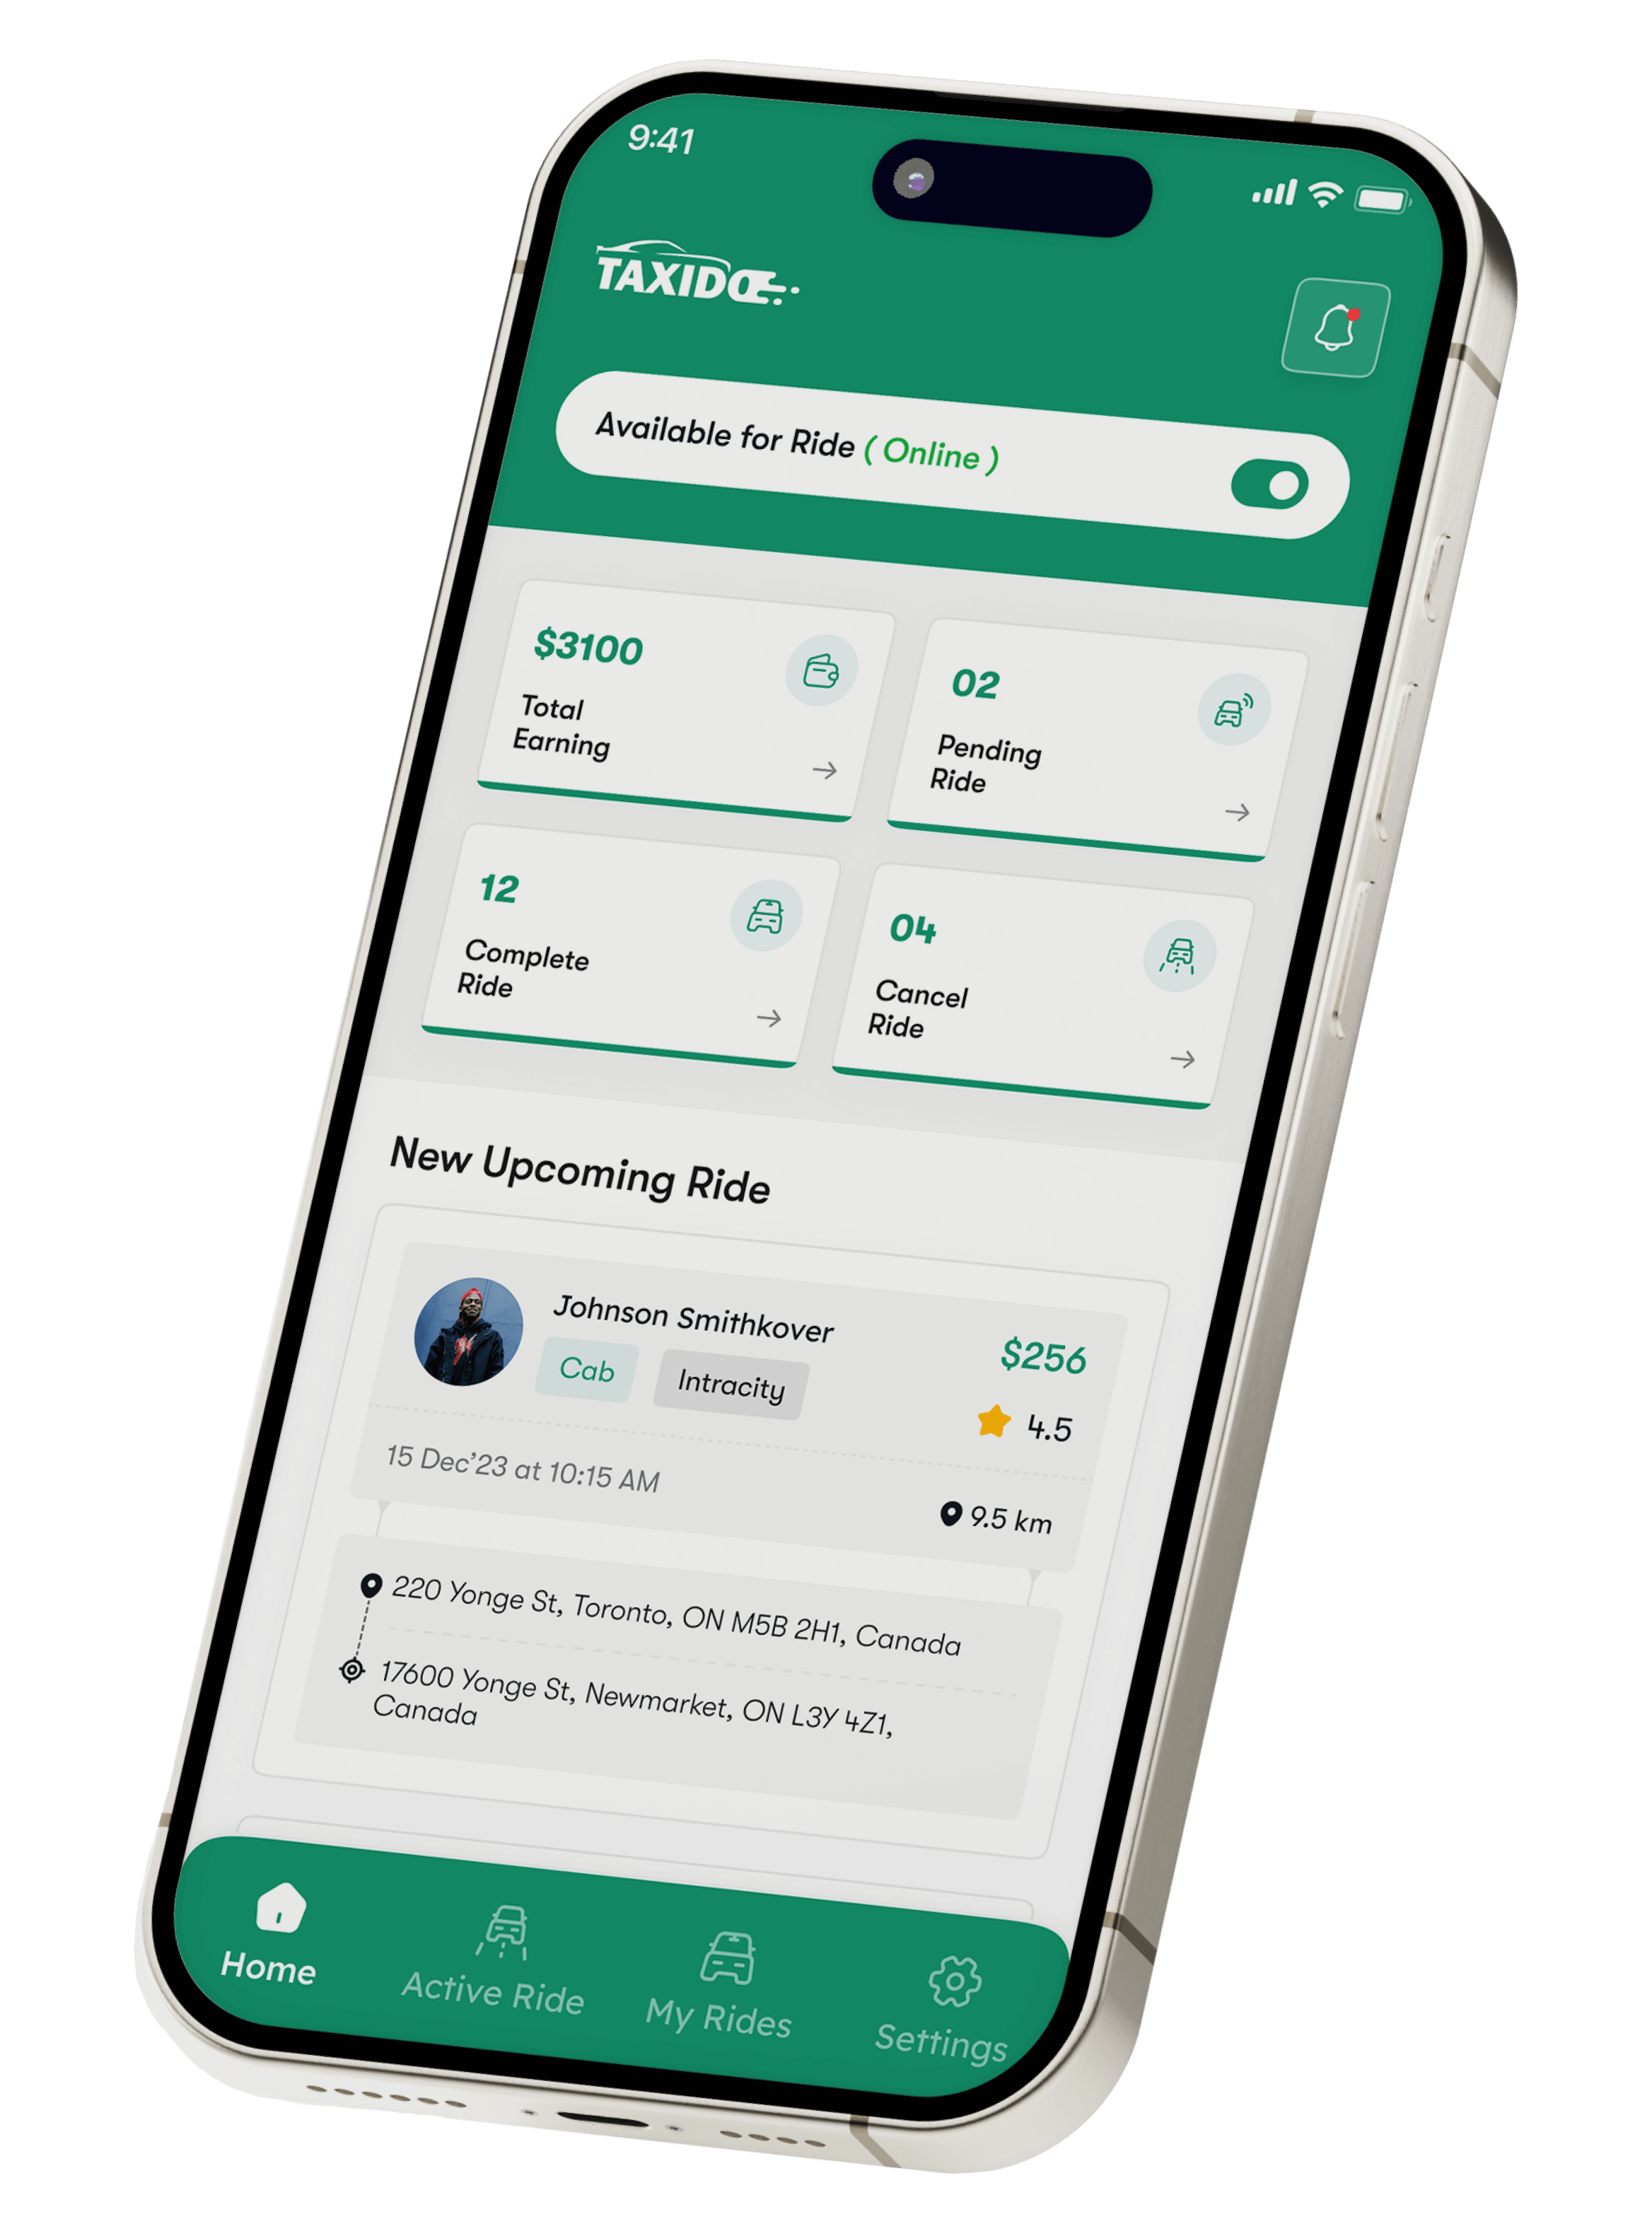 9:41
TAXIDO
Available for Ride ( Online )
$3100
Total
Earning
02
Pending
Ride
12
Complete
Ride
04
Cancel
Ride
New Upcoming Ride
Johnson Smithkover
$256
Cab
Intracity
4.5
15 Dec'23 at 10:15 AM
9.5 km
220 Yonge St, Toronto, ON M5B 2H1, Canada
17600 Yonge St, Newmarket, ON L3Y 4Z1,
Canada
Home
Active Ride
My Rides
Settings